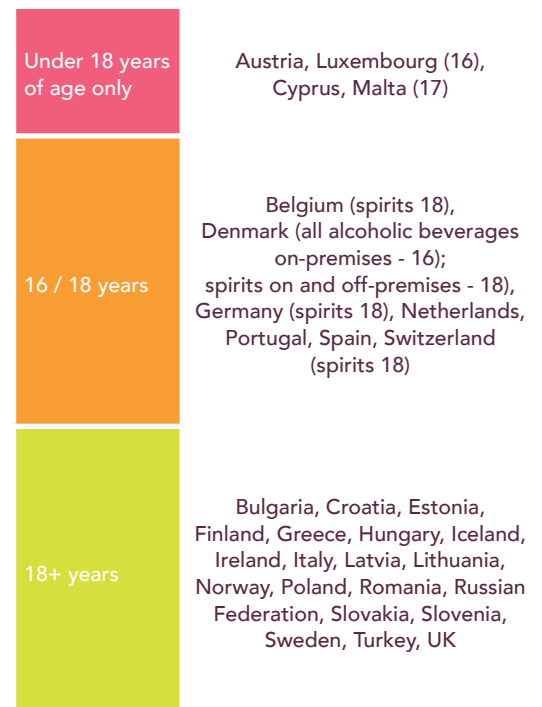 Under 18 years
of age only
Austria, Luxembourg (16),
Cyprus, Malta (17)
16 / 18 years
Belgium (spirits 18),
Denmark (all alcoholic beverages
on-premises - 16);
spirits on and off-premises - 18),
Germany (spirits 18), Netherlands,
Portugal, Spain, Switzerland
(spirits 18)
18+ years
Bulgaria, Croatia, Estonia,
Finland, Greece, Hungary, Iceland,
Ireland, Italy, Latvia, Lithuania,
Norway, Poland, Romania, Russian
Federation, Slovakia, Slovenia,
Sweden, Turkey, UK